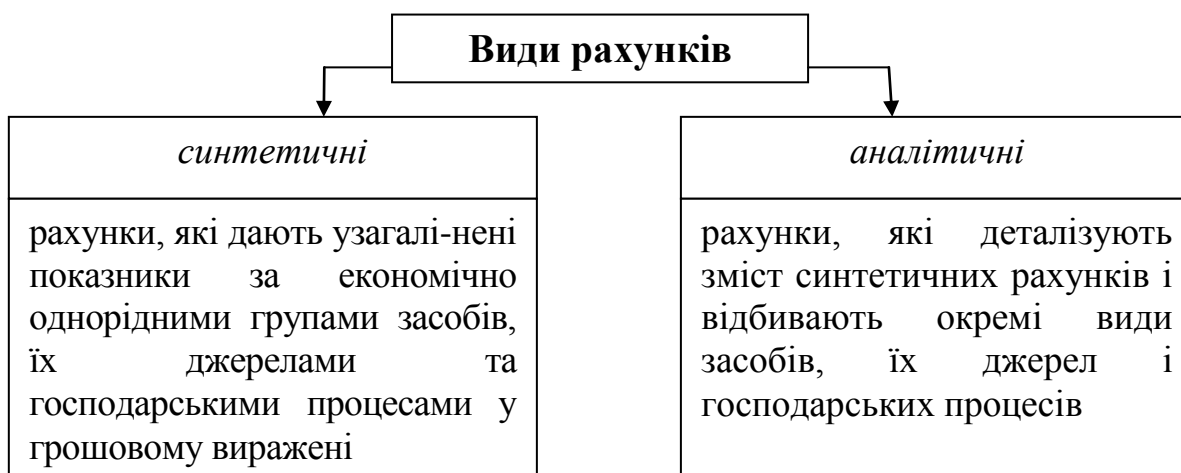 Види рахунків
синтетичні
рахунки, які дають узагалі-нені
показники за економічно
однорідними групами засобів,
їх джерелами та
господарськими процесами у
грошовому виражені
аналітичні
рахунки, які деталізують
зміст синтетичних рахунків і
відбивають окремі види
засобів, їх джерел і
господарських процесів